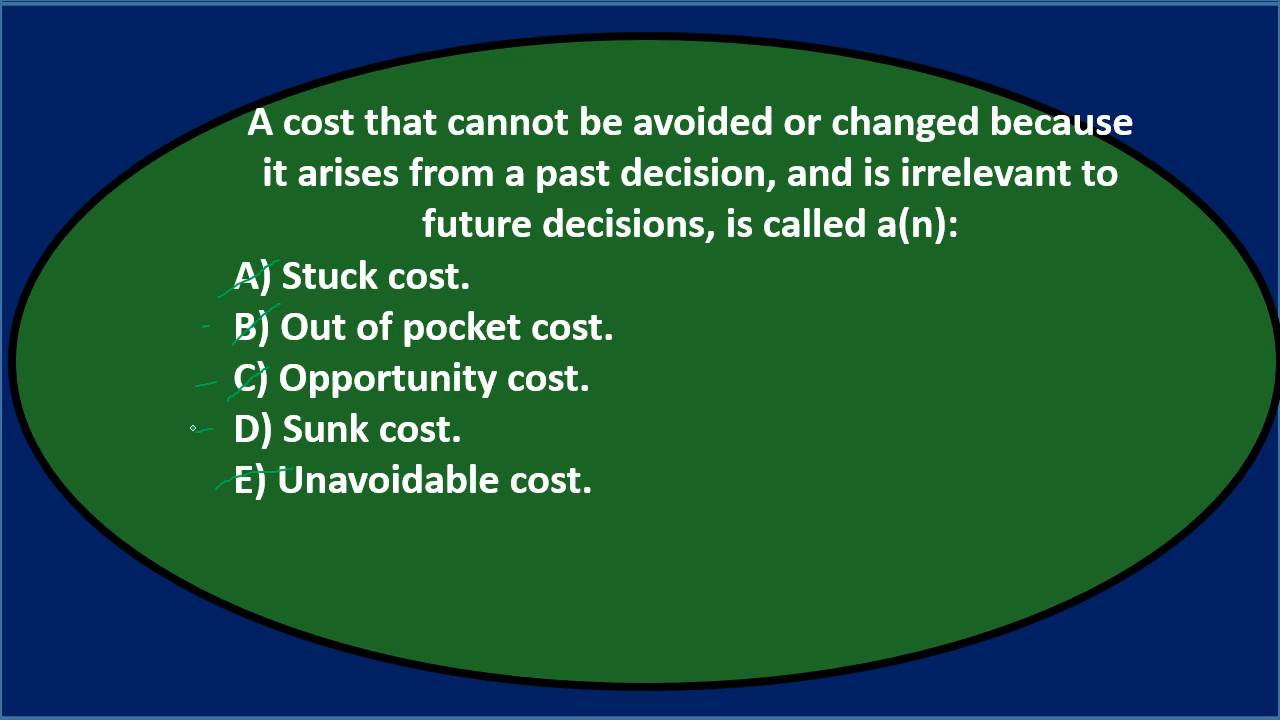 A cost that cannot be avoided or changed because
it arises from a past decision, and is irrelevant to
future decisions, is called a(n):
A) Stuck cost.
B) Out of pocket cost.
C) Opportunity cost.
D) Sunk cost.
E) Unavoidable cost.